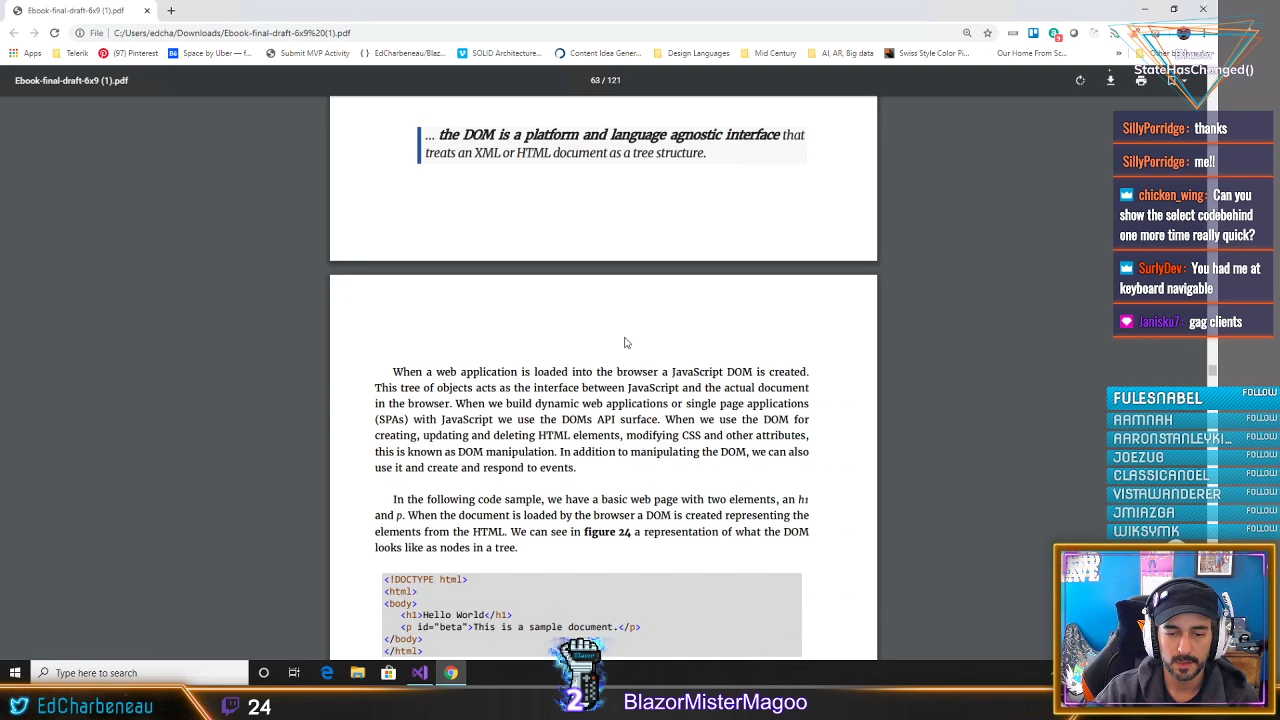 Ebook-final-draft-6x9 (1).pdf
File | C:/Users/edcha/Downloads/Ebook-final-draft-6x9%20(1).pdf
Apps
Telerik
(97) Pinterest
Space by Uber — f...
Submit MVP Activity
EdCharbeneau/Blaz...
SOLID Architecture...
Content Idea Gener...
Design Languages
Mid Century
AI, AR, Big data
Swiss Style Color Pi...
Our Home From Sc...
»
Blazor
StateHasChanged()
Ebook-final-draft-6x9 (1).pdf
63 / 121
... the DOM is a platform and language agnostic interface that
treats an XML or HTML document as a tree structure.
When a web application is loaded into the browser a JavaScript DOM is created.
This tree of objects acts as the interface between JavaScript and the actual document
in the browser. When we build dynamic web applications or single page applications
(SPAs) with JavaScript we use the DOMs API surface. When we use the DOM for
creating, updating and deleting HTML elements, modifying CSS and other attributes,
this is known as DOM manipulation. In addition to manipulating the DOM, we can also
use it and create and respond to events.
In the following code sample, we have a basic web page with two elements, an h1
and p. When the document is loaded by the browser a DOM is created representing the
elements from the HTML. We can see in figure 24 a representation of what the DOM
looks like as nodes in a tree.
<!DOCTYPE html>
<html>
<body>
<h1>Hello World</h1>
<p id="beta">This is a sample document.</p>
</body>
</html>
SillyPorridge: thanks
SillyPorridge: me!!
chicken_wing: Can you
show the select codebehind
one more time really quick?
SurlyDev: You had me at
keyboard navigable
Janisku7: gag clients
FULESNABEL FOLLOW
AAMNAH FOLLOW
AARONSTANLEYKI... FOLLOW
JOEZUG FOLLOW
CLASSICANOEL FOLLOW
VISTAWANDERER FOLLOW
JMIAZGA FOLLOW
WIKSYMK FOLLOW
Type here to search
EdCharbeneau
24
Blazor
2
BlazorMisterMagoo